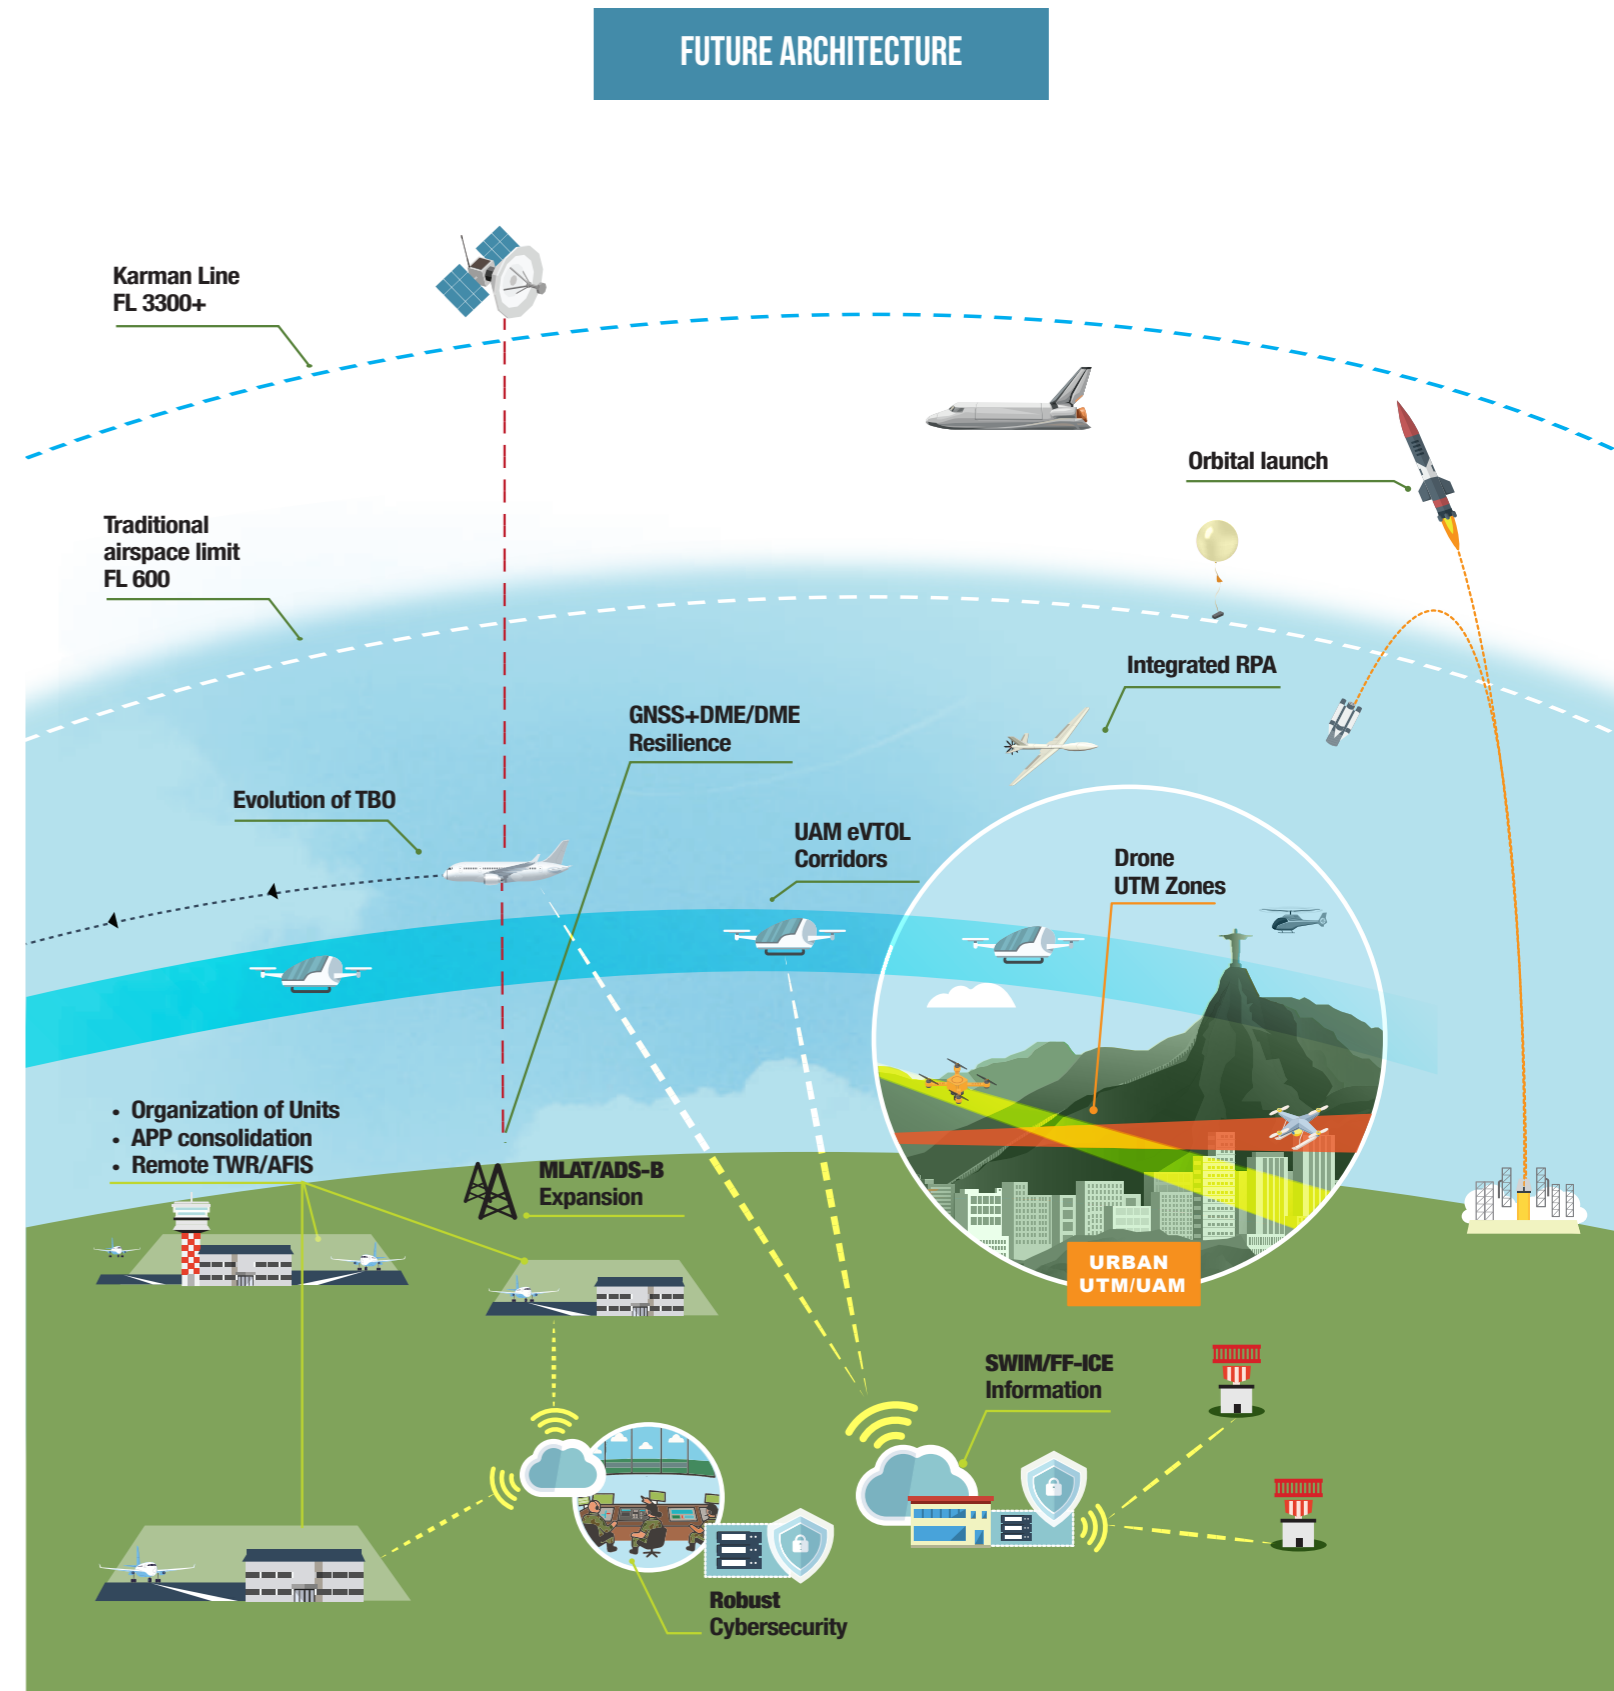 FUTURE ARCHITECTURE
Karman Line
FL 3300+
Orbital launch
Traditional
airspace limit
FL 600
Integrated RPA
GNSS+DME/DME
Resilience
Evolution of TBO
UAM eVTOL
Corridors
Drone
UTM Zones
• Organization of Units
• APP consolidation
• Remote TWR/AFIS
MLAT/ADS-B
Expansion
URBAN
UTM/UAM
SWIM/FF-ICE
Information
Robust
Cybersecurity